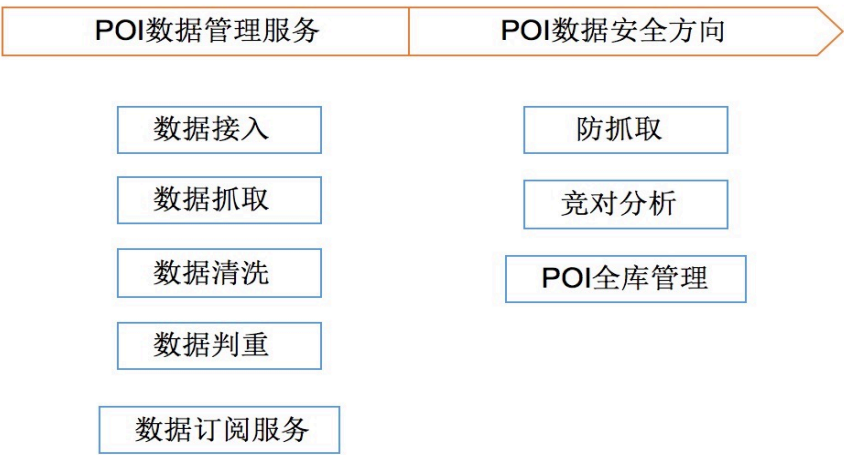 POI数据管理服务
POI数据安全方向
数据接入
防抓取
数据抓取
竞对分析
数据清洗
POI全库管理
数据判重
数据订阅服务